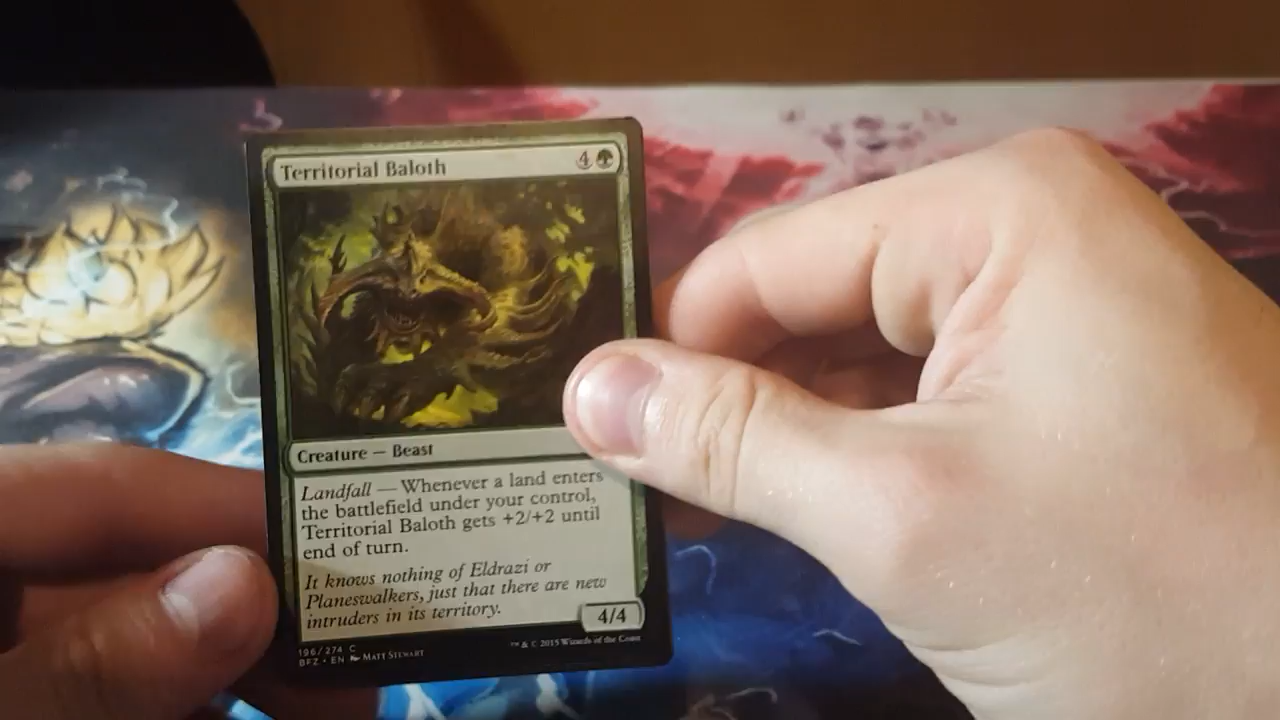 Territorial Baloth 4
Creature — Beast
Landfall — Whenever a land enters
the battlefield under your control,
Territorial Baloth gets +2/+2 until
end of turn.
It knows nothing of Eldrazi or
Planeswalkers, just that there are new
intruders in its territory.
4/4
196/274 C
BFZ • EN Matt Stewart
™ & © 2015 Wizards of the Coast